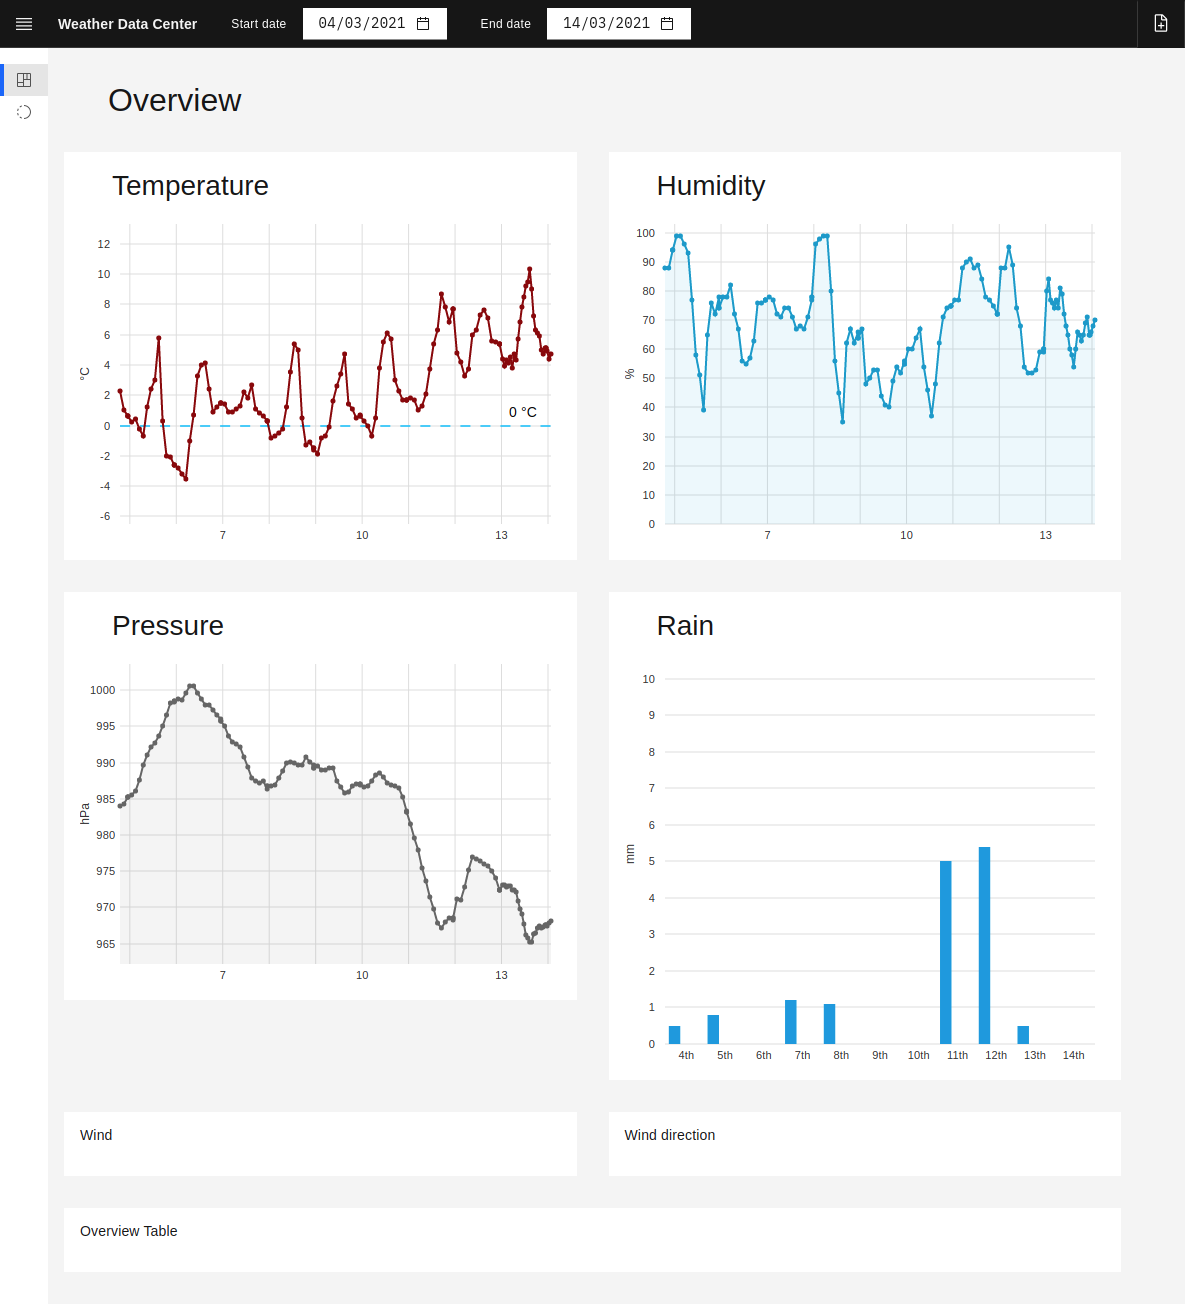 Weather Data Center Start date 04/03/2021 End date 14/03/2021
Overview
Temperature
12
10
8
6
4
2
0
-2
-4
-6
°C
0 °C
7 10 13
Humidity
100
90
80
70
60
50
40
30
20
10
0
%
7 10 13
Pressure
1000
995
990
985
980
975
970
965
hPa
7 10 13
Rain
10
9
8
7
6
5
4
3
2
1
0
mm
4th 5th 6th 7th 8th 9th 10th 11th 12th 13th 14th
Wind
Wind direction
Overview Table